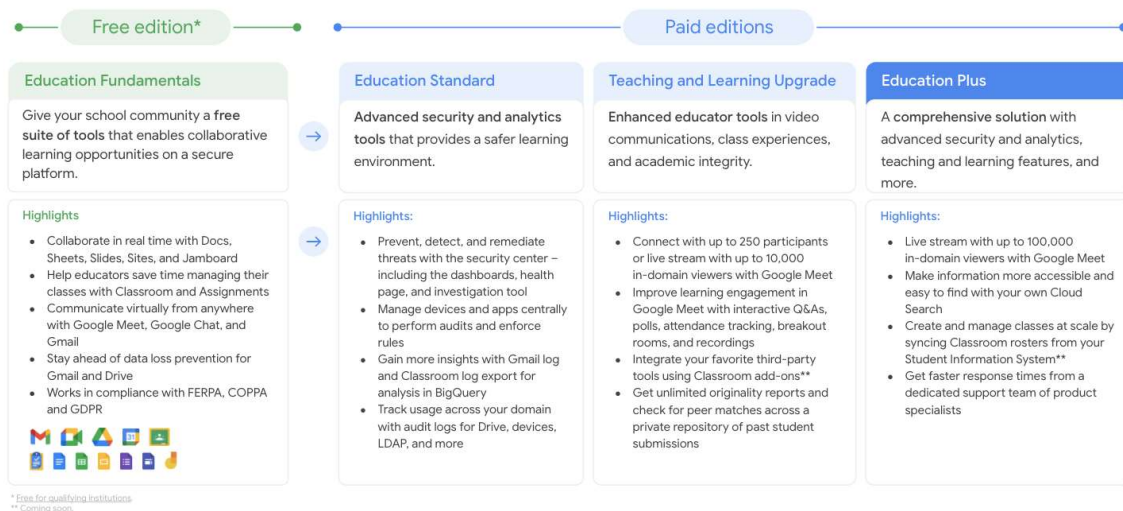 Free edition*
Paid editions
Education Fundamentals
Give your school community a free
suite of tools that enables collaborative
learning opportunities on a secure
platform.
Highlights
• Collaborate in real time with Docs,
Sheets, Slides, Sites, and Jamboard
• Help educators save time managing their
classes with Classroom and Assignments
• Communicate virtually from anywhere
with Google Meet, Google Chat, and
Gmail
• Stay ahead of data loss prevention for
Gmail and Drive
• Works in compliance with FERPA, COPPA
and GDPR
31
Education Standard
Advanced security and analytics
tools that provides a safer learning
environment.
Highlights:
• Prevent, detect, and remediate
threats with the security center –
including the dashboards, health
page, and investigation tool
• Manage devices and apps centrally
to perform audits and enforce
rules
• Gain more insights with Gmail log
and Classroom log export for
analysis in BigQuery
• Track usage across your domain
with audit logs for Drive, devices,
LDAP, and more
Teaching and Learning Upgrade
Enhanced educator tools in video
communications, class experiences,
and academic integrity.
Highlights:
• Connect with up to 250 participants
or live stream with up to 10,000
in-domain viewers with Google Meet
• Improve learning engagement in
Google Meet with interactive Q&As,
polls, attendance tracking, breakout
rooms, and recordings
• Integrate your favorite third-party
tools using Classroom add-ons**
• Get unlimited originality reports and
check for peer matches across a
private repository of past student
submissions
Education Plus
A comprehensive solution with
advanced security and analytics,
teaching and learning features, and
more.
Highlights:
• Live stream with up to 100,000
in-domain viewers with Google Meet
• Make information more accessible and
easy to find with your own Cloud
Search
• Create and manage classes at scale by
syncing Classroom rosters from your
Student Information System**
• Get faster response times from a
dedicated support team of product
specialists
* Free for qualifying institutions.
** Coming soon.